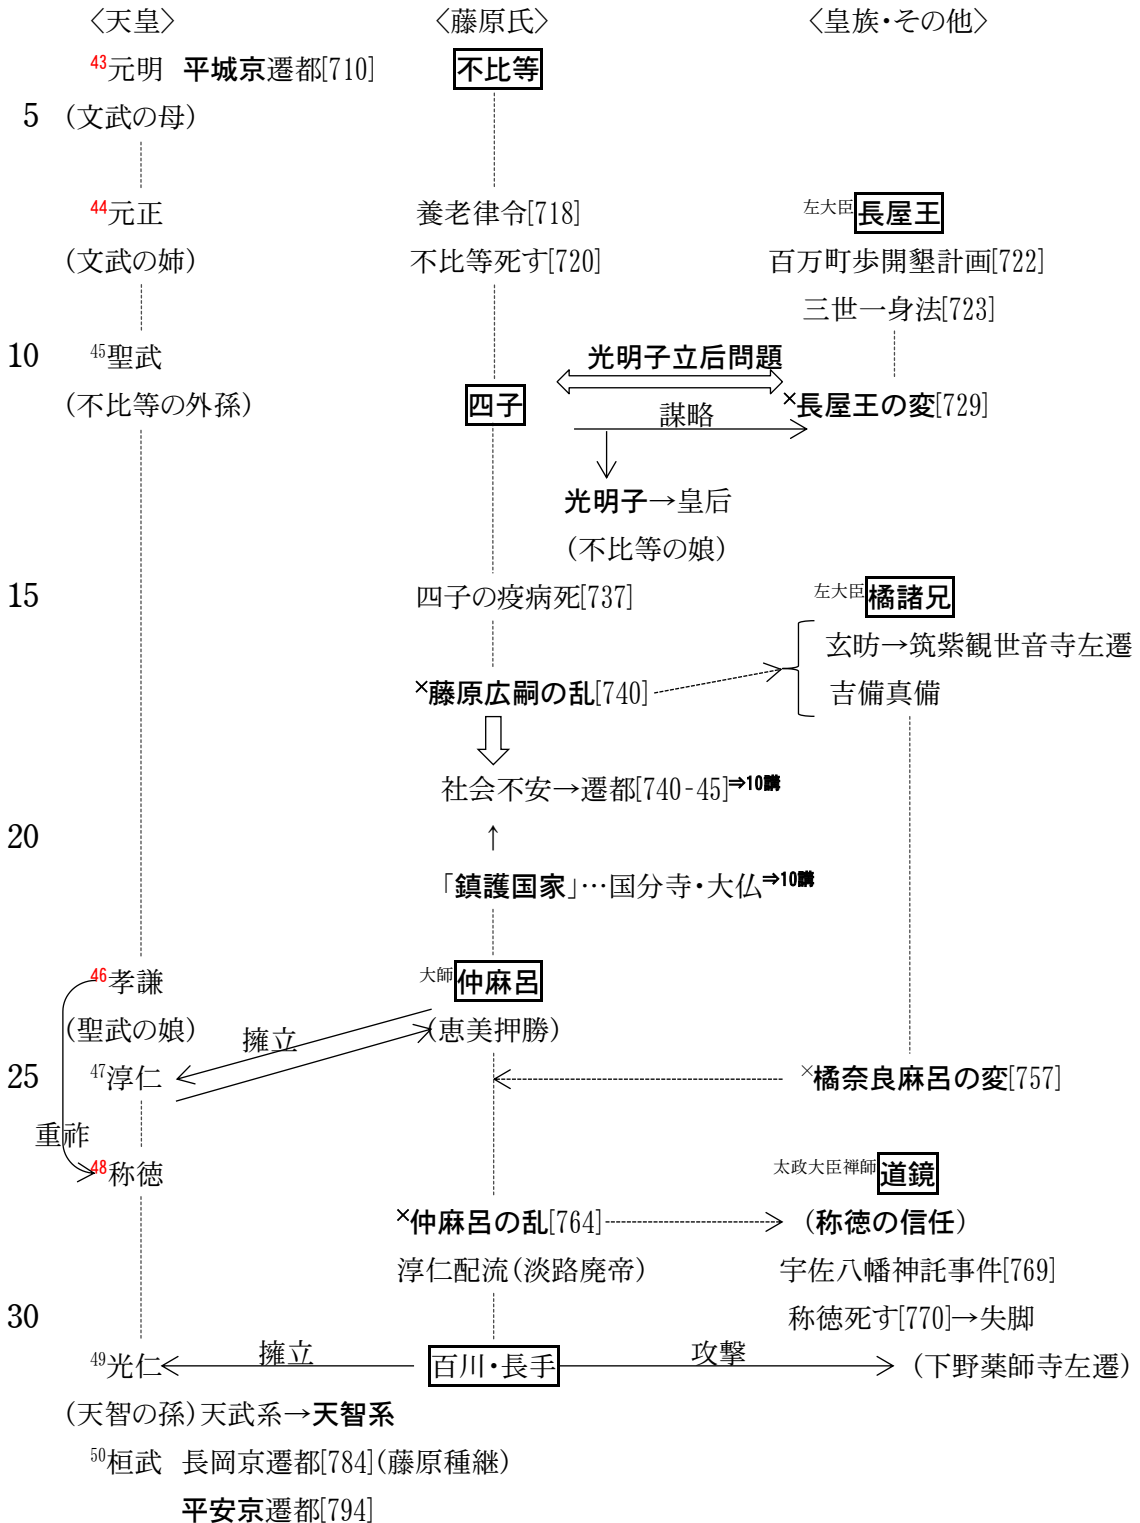 〈天皇〉 〈藤原氏〉 〈皇族・その他〉
43元明 平城京遷都[710] 不比等
5 (文武の母)
44元正 養老律令[718] 左大臣長屋王
(文武の姉) 不比等死す[720] 百万町歩開墾計画[722]
三世一身法[723]
10 45聖武 光明子立后問題
(不比等の外孫) 四子 ×長屋王の変[729]
謀略
光明子→皇后
(不比等の娘)
15 四子の疫病死[737] 左大臣橘諸兄
玄昉→筑紫観世音寺左遷
×藤原広嗣の乱[740] 吉備真備
社会不安→遷都[740-45]⇒10講
20
「鎮護国家」…国分寺・大仏⇒10講
46孝謙 大師仲麻呂
(聖武の娘) 擁立 (恵美押勝)
25 47淳仁 ×橘奈良麻呂の変[757]
重祚
48称徳 太政大臣禅師道鏡
×仲麻呂の乱[764] (称徳の信任)
淳仁配流(淡路廃帝) 宇佐八幡神託事件[769]
30 称徳死す[770]→失脚
49光仁 擁立 百川・長手 攻撃 (下野薬師寺左遷)
(天智の孫)天武系→天智系
50桓武 長岡京遷都[784](藤原種継)
平安京遷都[794]